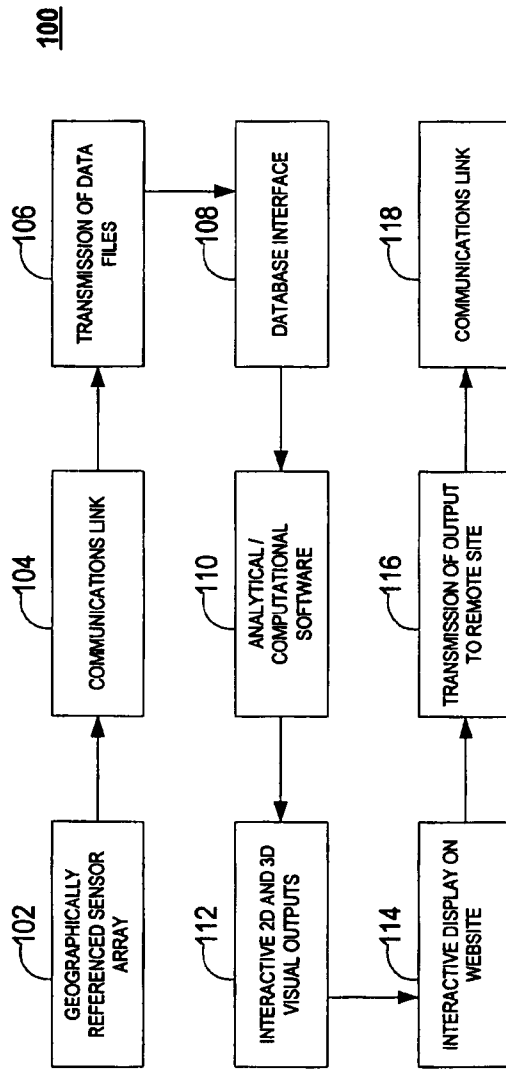 100
102
GEOGRAPHICALLY
REFERENCED SENSOR
ARRAY
104
COMMUNICATIONS LINK
106
TRANSMISSION OF DATA
FILES
108
DATABASE INTERFACE
110
ANALYTICAL /
COMPUTATIONAL
SOFTWARE
112
INTERACTIVE 2D AND 3D
VISUAL OUTPUTS
114
INTERACTIVE DISPLAY ON
WEBSITE
116
TRANSMISSION OF OUTPUT
TO REMOTE SITE
118
COMMUNICATIONS LINK